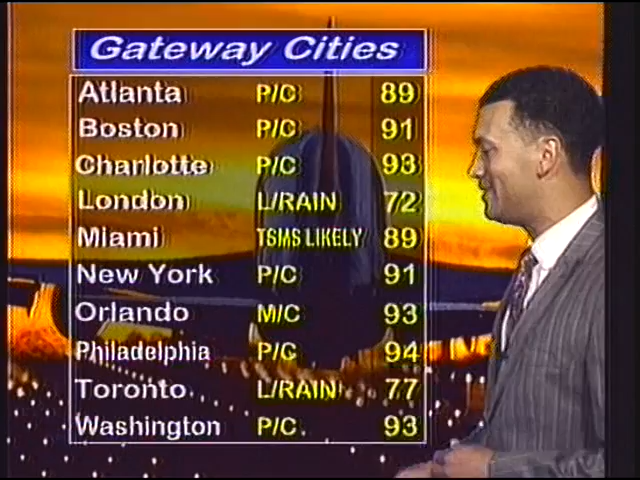 Gateway Cities
Atlanta P/C 89
Boston P/C 91
Charlotte P/C 93
London L/RAIN 72
Miami TSMS LIKELY 89
New York P/C 91
Orlando M/C 93
Philadelphia P/C 94
Toronto L/RAIN 77
Washington P/C 93